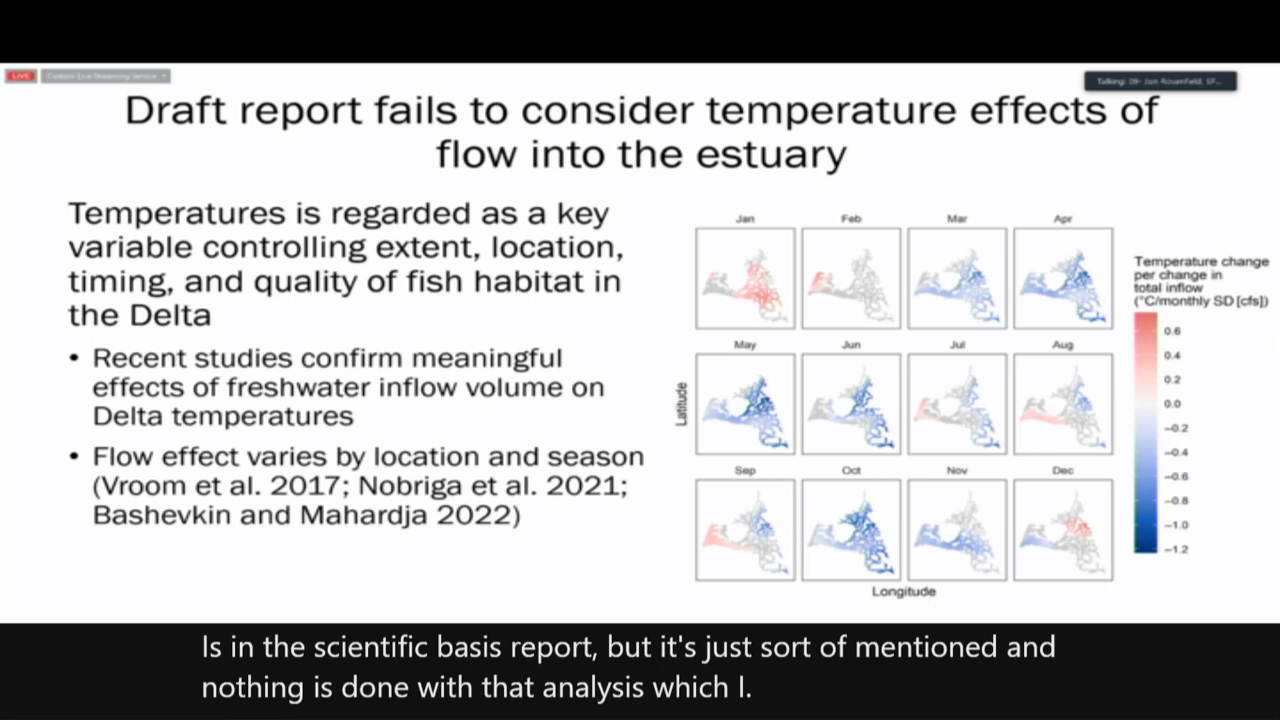 LIVE
Custom Live Streaming Service
Talking: 09- Jon Rosenfield, SF...
Draft report fails to consider temperature effects of
flow into the estuary
Temperatures is regarded as a key
variable controlling extent, location,
timing, and quality of fish habitat in
the Delta
• Recent studies confirm meaningful
effects of freshwater inflow volume on
Delta temperatures
• Flow effect varies by location and season
(Vroom et al. 2017; Nobriga et al. 2021;
Bashevkin and Mahardja 2022)
Jan Feb Mar Apr
May Jun Jul Aug
Sep Oct Nov Dec
Latitude
Longitude
Temperature change
per change in
total inflow
(°C/monthly SD [cfs])
0.6
0.4
0.2
0.0
−0.2
−0.4
−0.6
−0.8
−1.0
−1.2
Is in the scientific basis report, but it's just sort of mentioned and
nothing is done with that analysis which I.